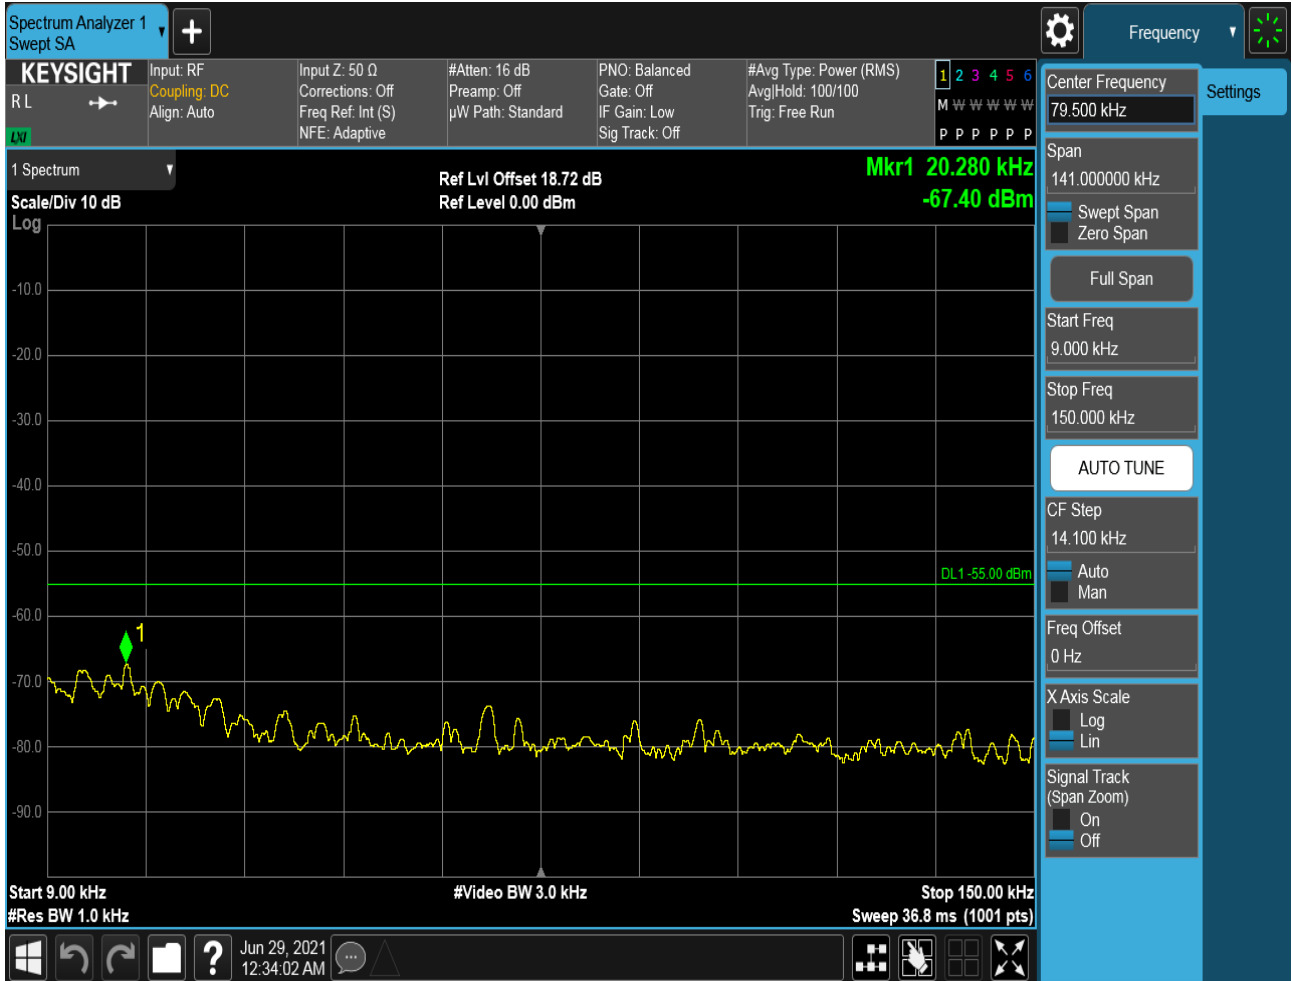 Spectrum Analyzer 1
Swept SA
Frequency
KEYSIGHT
R L
LXI
Input: RF
Coupling: DC
Align: Auto
Input Z: 50 Ω
Corrections: Off
Freq Ref: Int (S)
NFE: Adaptive
#Atten: 16 dB
Preamp: Off
µW Path: Standard
PNO: Balanced
Gate: Off
IF Gain: Low
Sig Track: Off
#Avg Type: Power (RMS)
Avg|Hold: 100/100
Trig: Free Run
1 2 3 4 5 6
M W W W W W
P P P P P P
1 Spectrum
Scale/Div 10 dB
Log
Ref Lvl Offset 18.72 dB
Ref Level 0.00 dBm
Mkr1 20.280 kHz
-67.40 dBm
-10.0
-20.0
-30.0
-40.0
-50.0
DL1 -55.00 dBm
-60.0
1
-70.0
-80.0
-90.0
Start 9.00 kHz
#Res BW 1.0 kHz
#Video BW 3.0 kHz
Stop 150.00 kHz
Sweep 36.8 ms (1001 pts)
Jun 29, 2021
12:34:02 AM
Center Frequency
79.500 kHz
Settings
Span
141.000000 kHz
Swept Span
Zero Span
Full Span
Start Freq
9.000 kHz
Stop Freq
150.000 kHz
AUTO TUNE
CF Step
14.100 kHz
Auto
Man
Freq Offset
0 Hz
X Axis Scale
Log
Lin
Signal Track
(Span Zoom)
On
Off